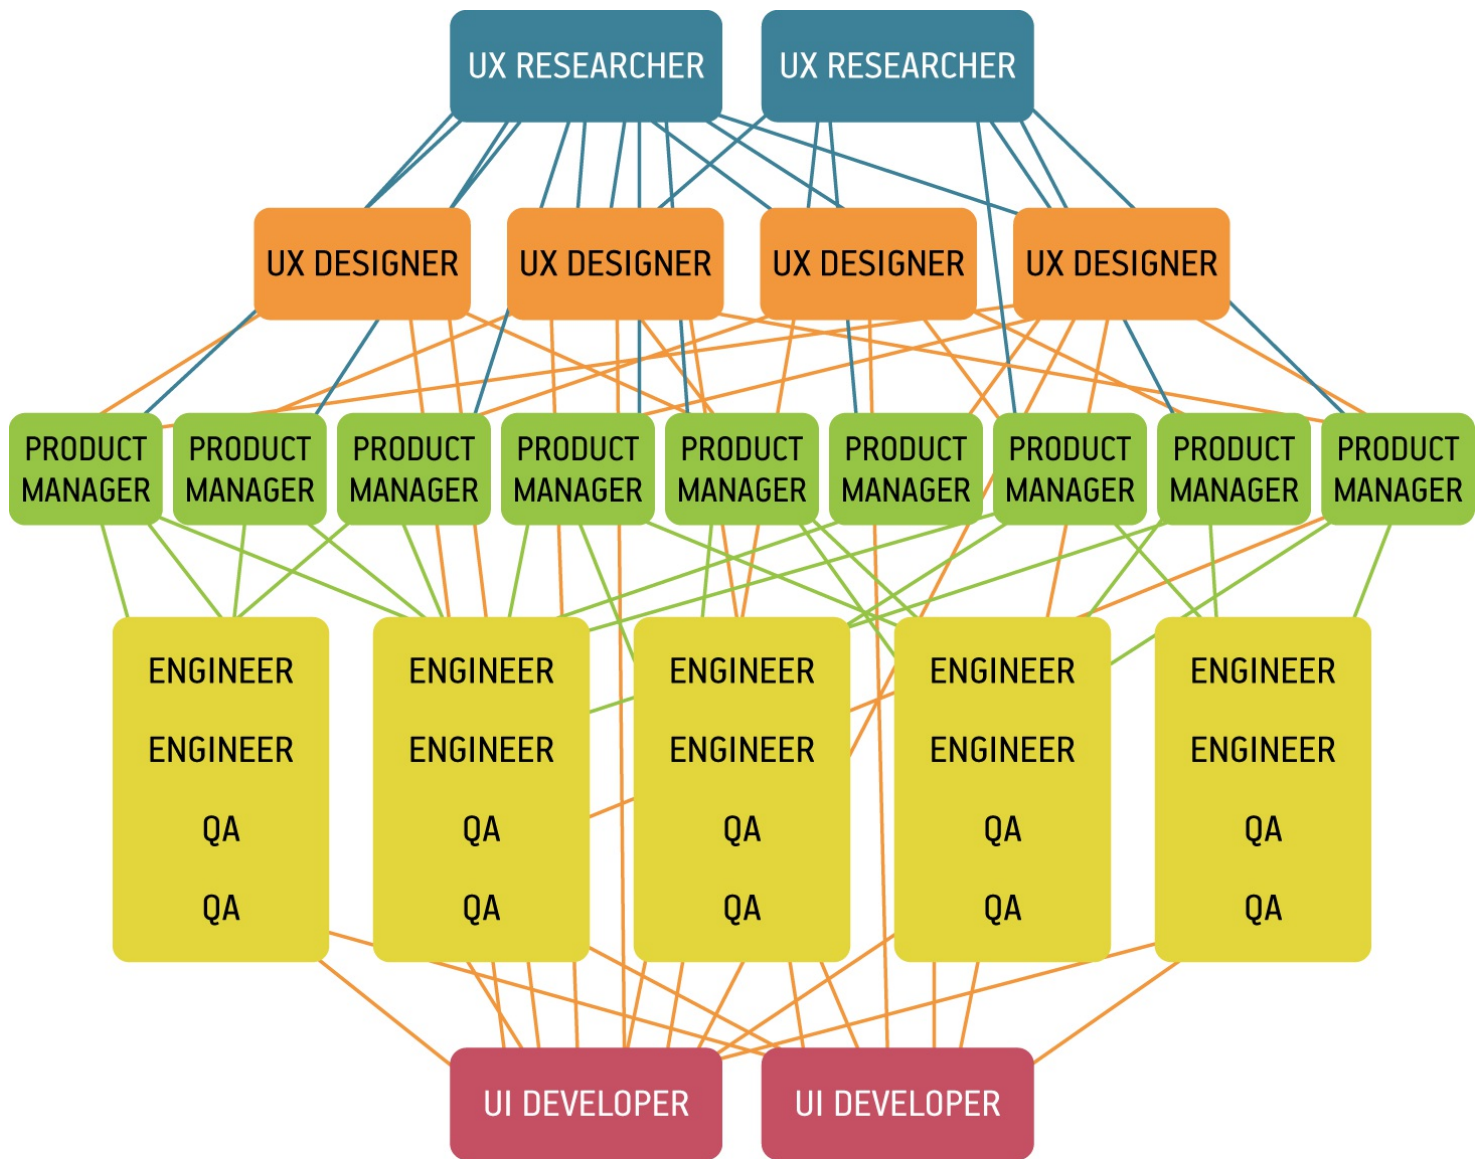 UX RESEARCHER UX RESEARCHER
UX DESIGNER UX DESIGNER UX DESIGNER UX DESIGNER
PRODUCT PRODUCT PRODUCT PRODUCT PRODUCT PRODUCT PRODUCT PRODUCT PRODUCT
MANAGER MANAGER MANAGER MANAGER MANAGER MANAGER MANAGER MANAGER MANAGER
ENGINEER ENGINEER ENGINEER ENGINEER ENGINEER
ENGINEER ENGINEER ENGINEER ENGINEER ENGINEER
QA QA QA QA QA
QA QA QA QA QA
UI DEVELOPER UI DEVELOPER